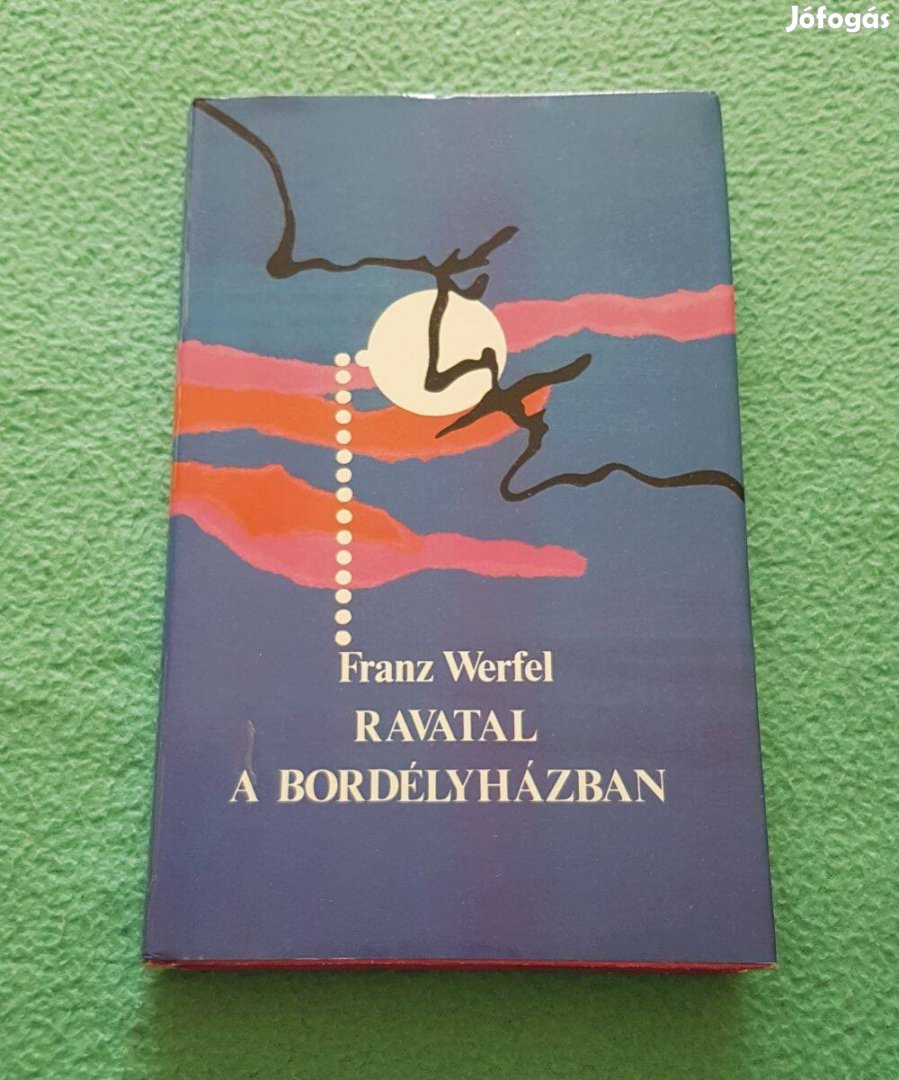 Jófogás
Franz Werfel
RAVATAL
A BORDÉLYHÁZBAN